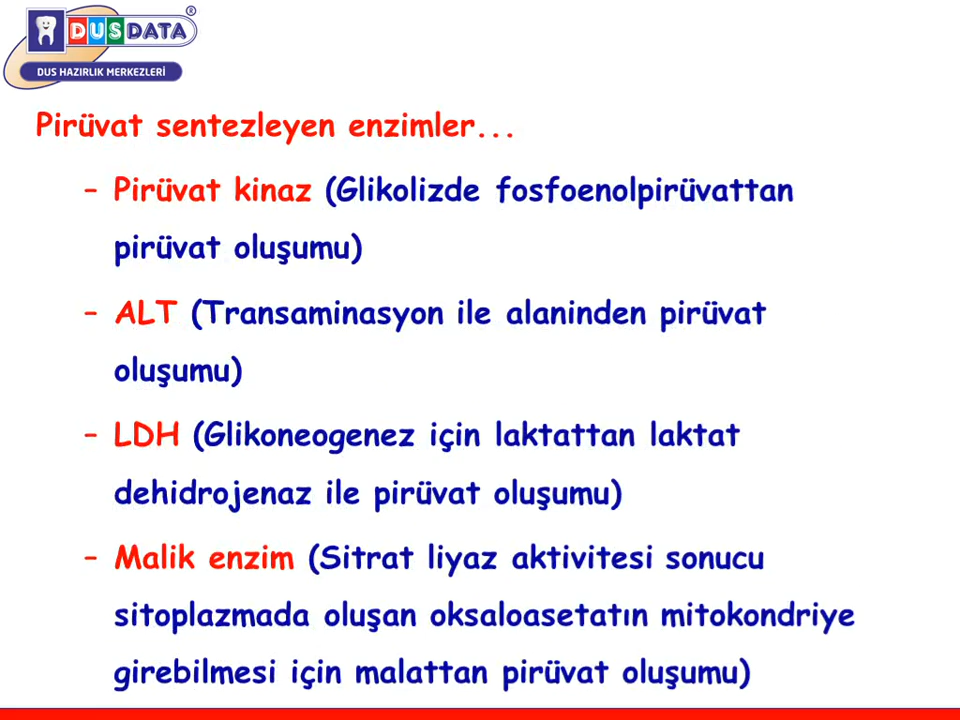 DUSDATA®
DUS HAZIRLIK MERKEZLERİ
Pirüvat sentezleyen enzimler...
– Pirüvat kinaz (Glikolizde fosfoenolpirüvattan
pirüvat oluşumu)
– ALT (Transaminasyon ile alaninden pirüvat
oluşumu)
– LDH (Glikoneogenez için laktattan laktat
dehidrojenaz ile pirüvat oluşumu)
– Malik enzim (Sitrat liyaz aktivitesi sonucu
sitoplazmada oluşan oksaloasetatın mitokondriye
girebilmesi için malattan pirüvat oluşumu)